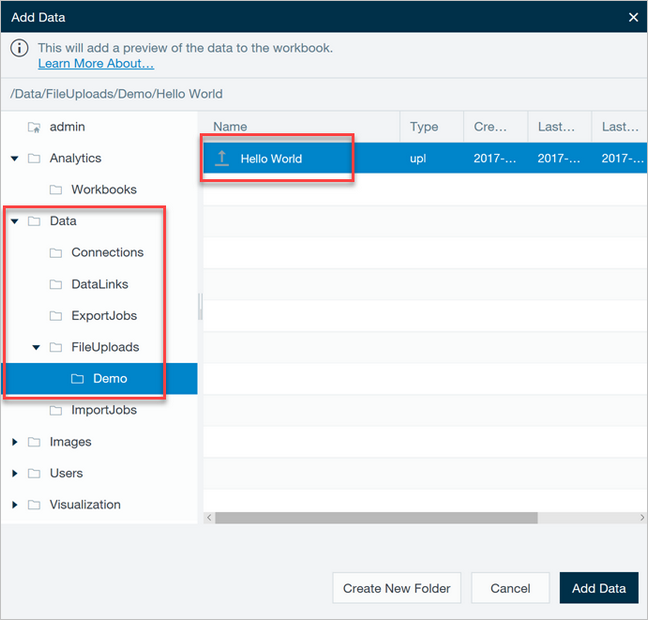 Add Data
This will add a preview of the data to the workbook.
Learn More About...
/Data/FileUploads/Demo/Hello World
admin
Analytics
Workbooks
Data
Connections
DataLinks
ExportJobs
FileUploads
Demo
ImportJobs
Images
Users
Visualization
Name Type Cre... Last... Last...
Hello World upl 2017-... 2017-... 2017-...
Create New Folder Cancel Add Data